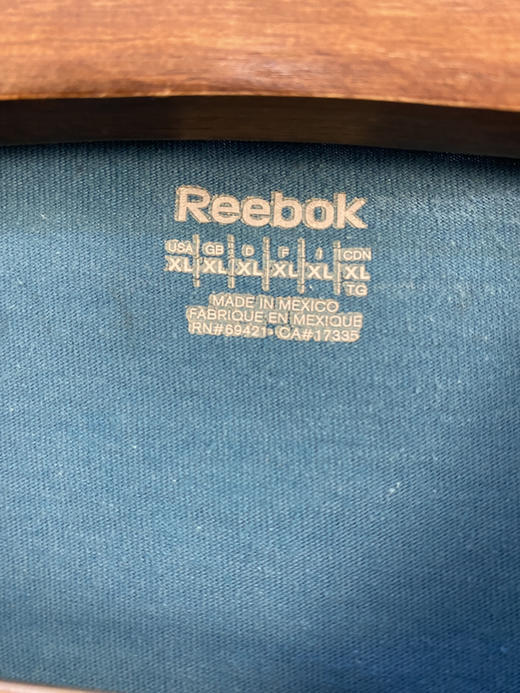 Reebok
USA GB D F I CDN
XL XL XL XL XL XL
TG
MADE IN MEXICO
FABRIQUE EN MEXIQUE
RN#69421• CA#17335